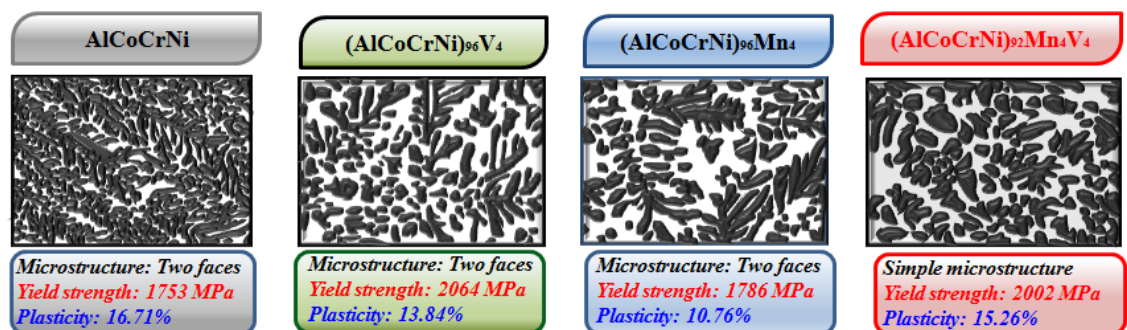 AlCoCrNi
(AlCoCrNi)₉₆V₄
(AlCoCrNi)₉₆Mn₄
(AlCoCrNi)₉₂Mn₄V₄
Microstructure: Two faces
Yield strength: 1753 MPa
Plasticity: 16.71%
Microstructure: Two faces
Yield strength: 2064 MPa
Plasticity: 13.84%
Microstructure: Two faces
Yield strength: 1786 MPa
Plasticity: 10.76%
Simple microstructure
Yield strength: 2002 MPa
Plasticity: 15.26%